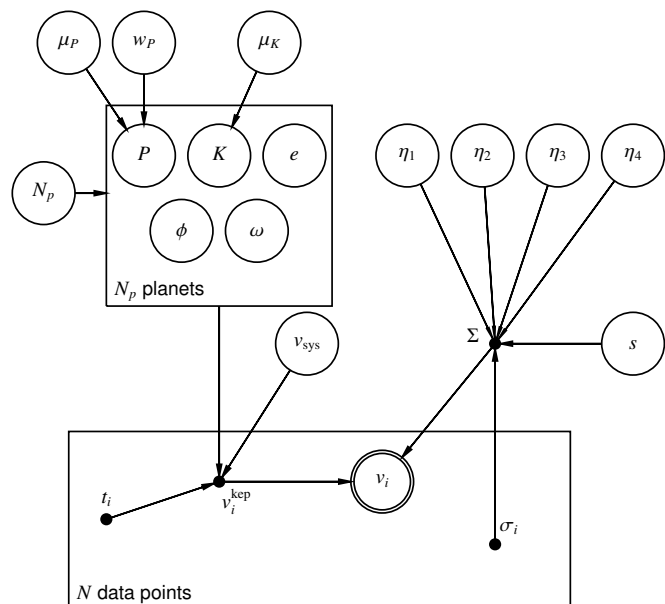 μ_P w_P μ_K
P K e η_1 η_2 η_3 η_4
N_p
ϕ ω
N_p planets
v_sys Σ s
t_i v_i^kep v_i σ_i
N data points